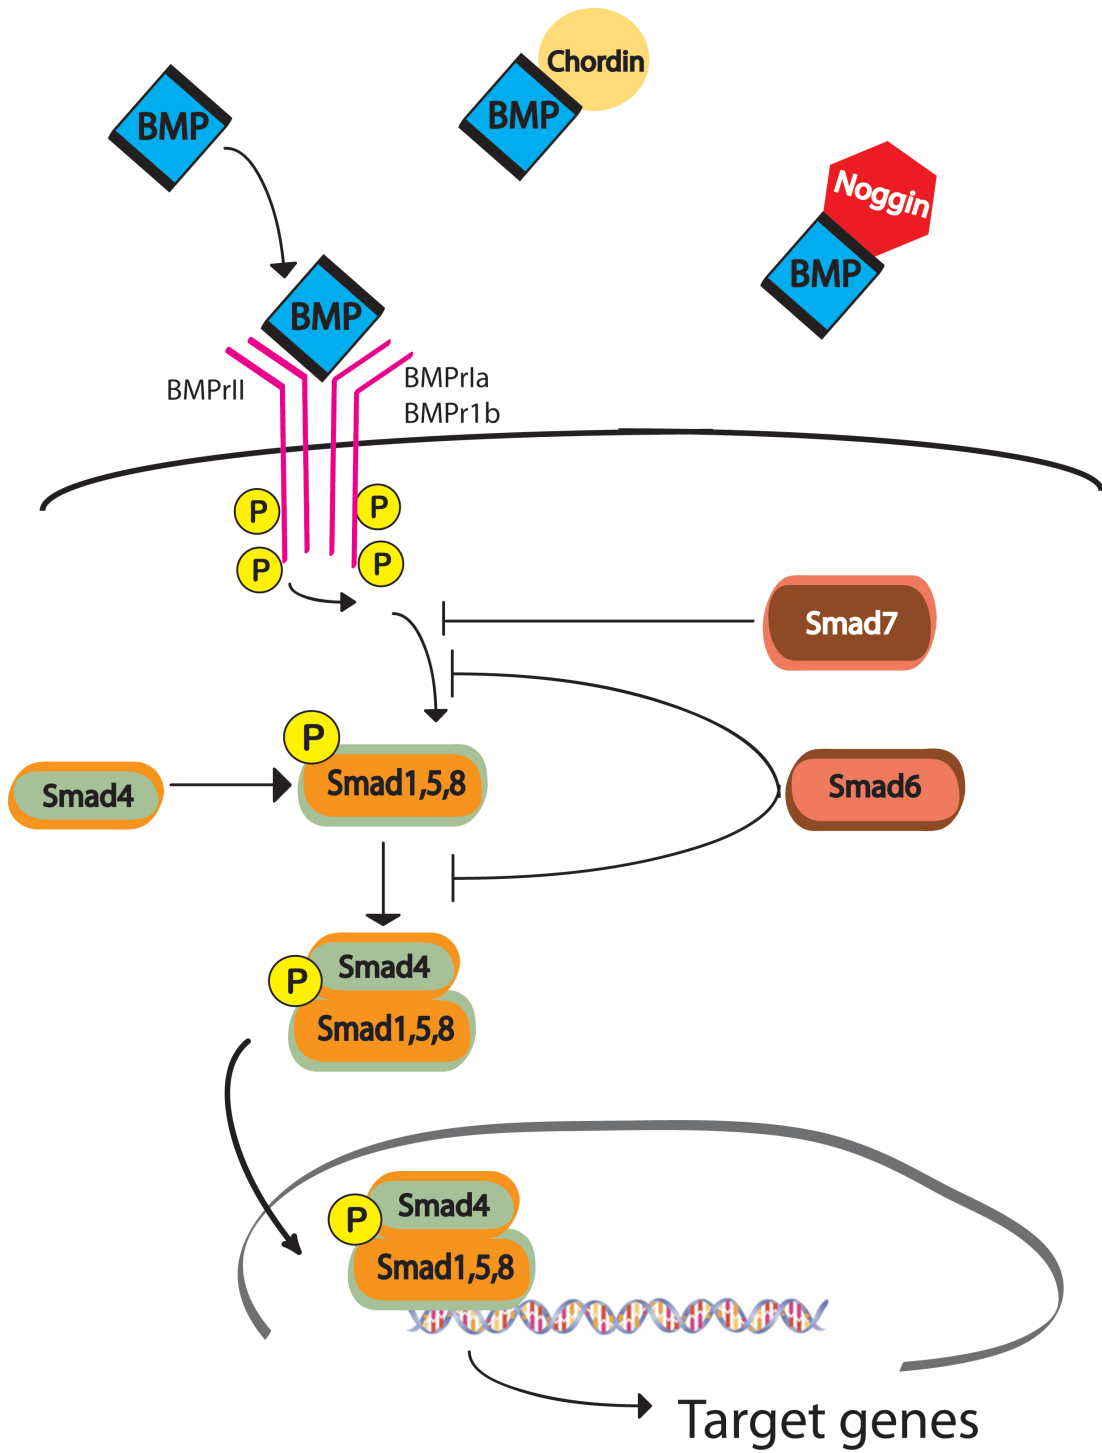 Chordin
BMP
BMP
Noggin
BMP
BMP
BMPrII
BMPrIa
BMPr1b
P
P
P
P
Smad7
P
Smad1,5,8
Smad4
Smad6
Smad4
P
Smad1,5,8
Smad4
P
Smad1,5,8
Target genes